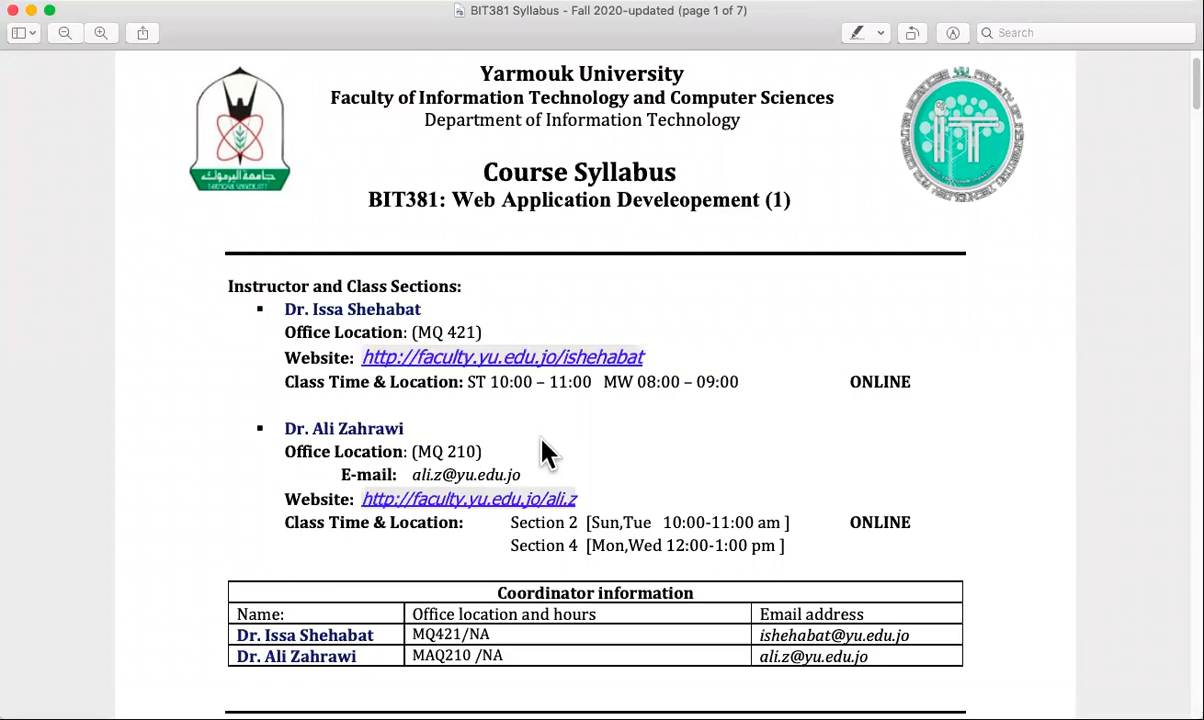 BIT381 Syllabus - Fall 2020-updated (page 1 of 7)
Search
Yarmouk University
Faculty of Information Technology and Computer Sciences
Department of Information Technology
Course Syllabus
BIT381: Web Application Develeopement (1)
جامعة اليرموك
YARMOUK UNIVERSITY
IT
Instructor and Class Sections:
▪ Dr. Issa Shehabat
Office Location: (MQ 421)
Website: http://faculty.yu.edu.jo/ishehabat
Class Time & Location: ST 10:00 – 11:00 MW 08:00 – 09:00 ONLINE
▪ Dr. Ali Zahrawi
Office Location: (MQ 210)
E-mail: ali.z@yu.edu.jo
Website: http://faculty.yu.edu.jo/ali.z
Class Time & Location: Section 2 [Sun,Tue 10:00-11:00 am ] ONLINE
Section 4 [Mon,Wed 12:00-1:00 pm ]
Coordinator information
Name: Office location and hours Email address
Dr. Issa Shehabat MQ421/NA ishehabat@yu.edu.jo
Dr. Ali Zahrawi MAQ210 /NA ali.z@yu.edu.jo